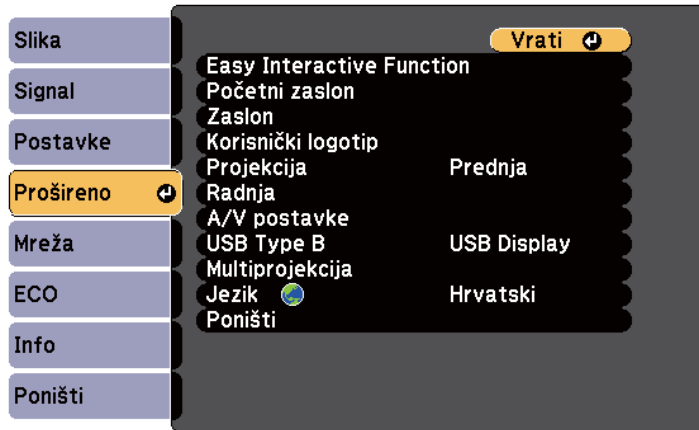 Slika
Signal
Postavke
Prošireno
Mreža
ECO
Info
Poništi
Vrati
Easy Interactive Function
Početni zaslon
Zaslon
Korisnički logotip
Projekcija Prednja
Radnja
A/V postavke
USB Type B USB Display
Multiprojekcija
Jezik Hrvatski
Poništi